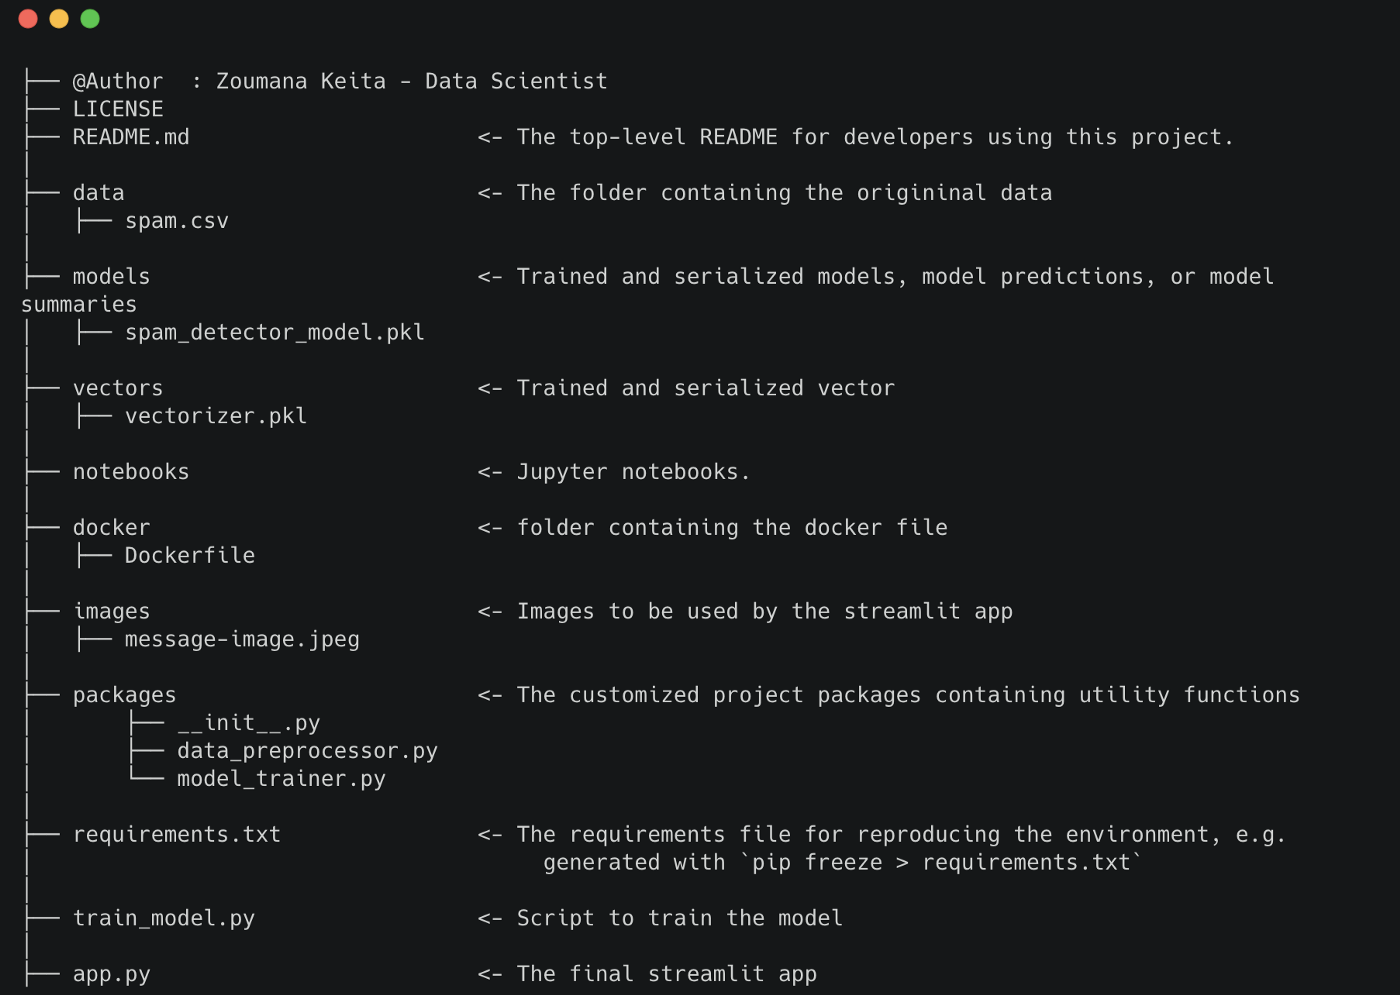 ├── @Author  : Zoumana Keita - Data Scientist
├── LICENSE
├── README.md                      <- The top-level README for developers using this project.
│
├── data                           <- The folder containing the origininal data
│   ├── spam.csv
│
├── models                         <- Trained and serialized models, model predictions, or model
summaries
│   ├── spam_detector_model.pkl
│
├── vectors                        <- Trained and serialized vector
│   ├── vectorizer.pkl
│
├── notebooks                      <- Jupyter notebooks.
│
├── docker                         <- folder containing the docker file
│   ├── Dockerfile
│
├── images                         <- Images to be used by the streamlit app
│   ├── message-image.jpeg
│
├── packages                       <- The customized project packages containing utility functions
│       ├── __init__.py
│       ├── data_preprocessor.py
│       └── model_trainer.py
│
├── requirements.txt               <- The requirements file for reproducing the environment, e.g.
│                                       generated with `pip freeze > requirements.txt`
│
├── train_model.py                 <- Script to train the model
│
├── app.py                         <- The final streamlit app